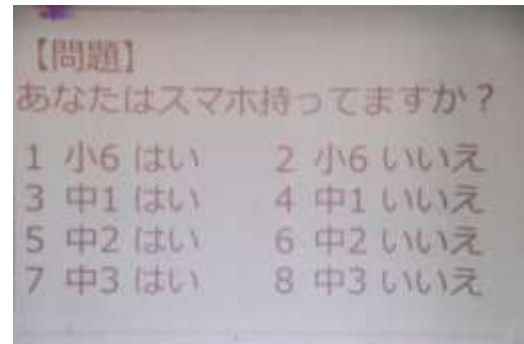 【問題】
あなたはスマホ持ってますか？
1 小6 はい 2 小6 いいえ
3 中1 はい 4 中1 いいえ
5 中2 はい 6 中2 いいえ
7 中3 はい 8 中3 いいえ